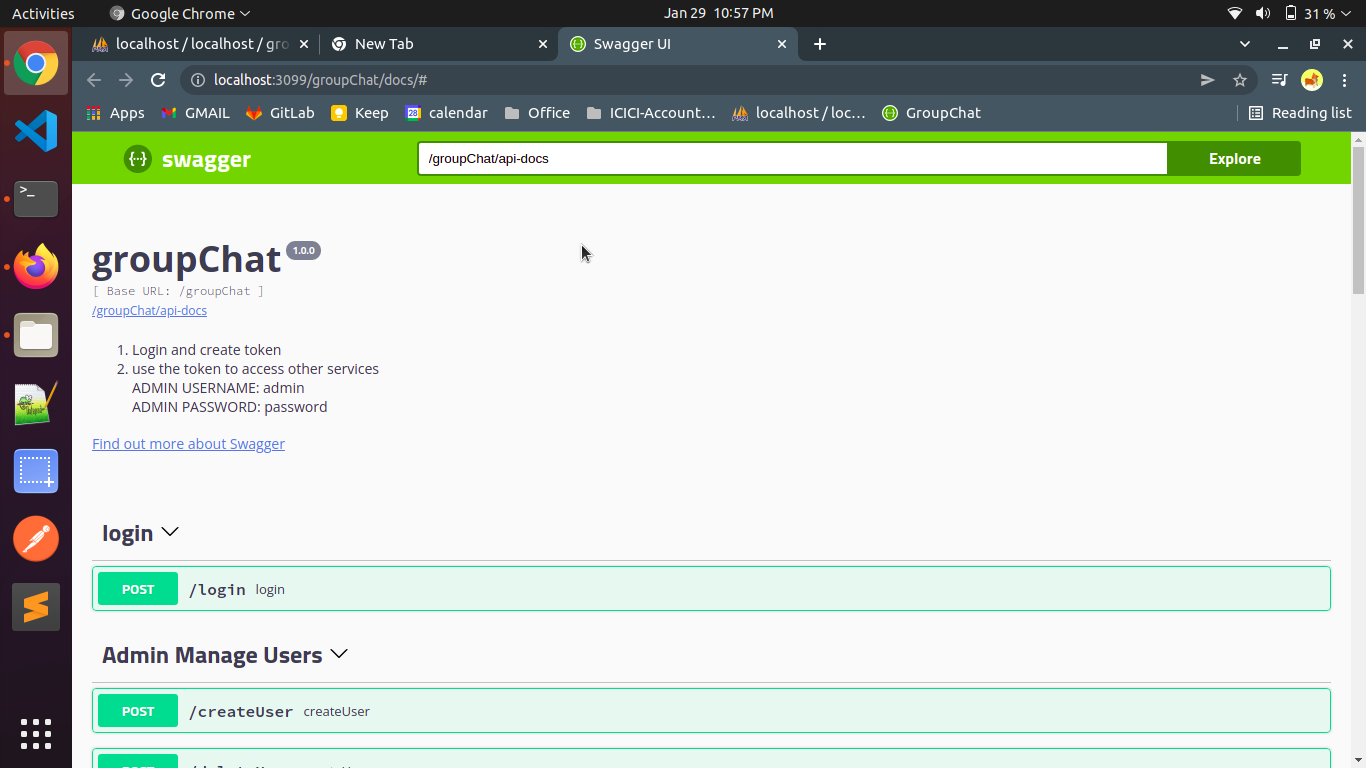 Activities
Google Chrome
Jan 29 10:57 PM
31 %
localhost / localhost / gro
New Tab
Swagger UI
localhost:3099/groupChat/docs/#
Apps
GMAIL
GitLab
Keep
28
calendar
Office
ICICI-Account…
localhost / loc…
GroupChat
Reading list
{··}
swagger
/groupChat/api-docs
Explore
groupChat
1.0.0
[ Base URL: /groupChat ]
/groupChat/api-docs
1. Login and create token
2. use the token to access other services
ADMIN USERNAME: admin
ADMIN PASSWORD: password
Find out more about Swagger
login
POST /login login
Admin Manage Users
POST /createUser createUser